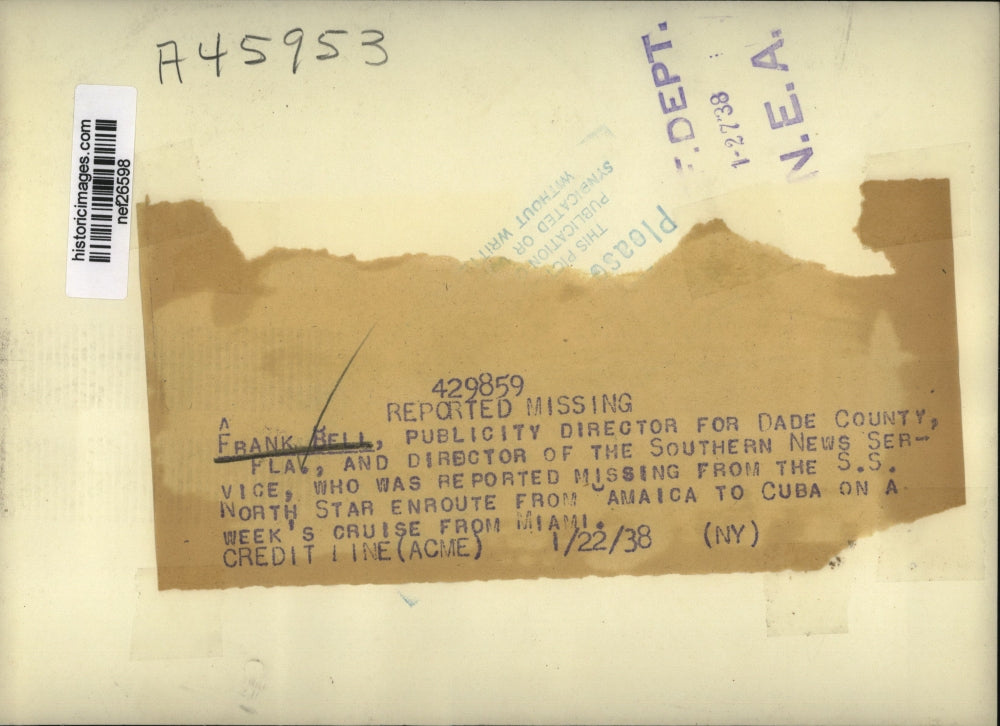 A45953
historicimages.com
nef26598
F.DEPT.
1-27'38
N.E.A.
Please
THIS PIC
PUBLICATION
SYNDICATED OR
WITHOUT WRIT
429859
REPORTED MISSING
FRANK BELL, PUBLICITY DIRECTOR FOR DADE COUNTY,
FLA., AND DIRECTOR OF THE SOUTHERN NEWS SER-
VICE, WHO WAS REPORTED MISSING FROM THE S.S.
NORTH STAR ENROUTE FROM JAMAICA TO CUBA ON A
WEEK'S CRUISE FROM MIAMI.
CREDIT LINE(ACME) 1/22/38 (NY)